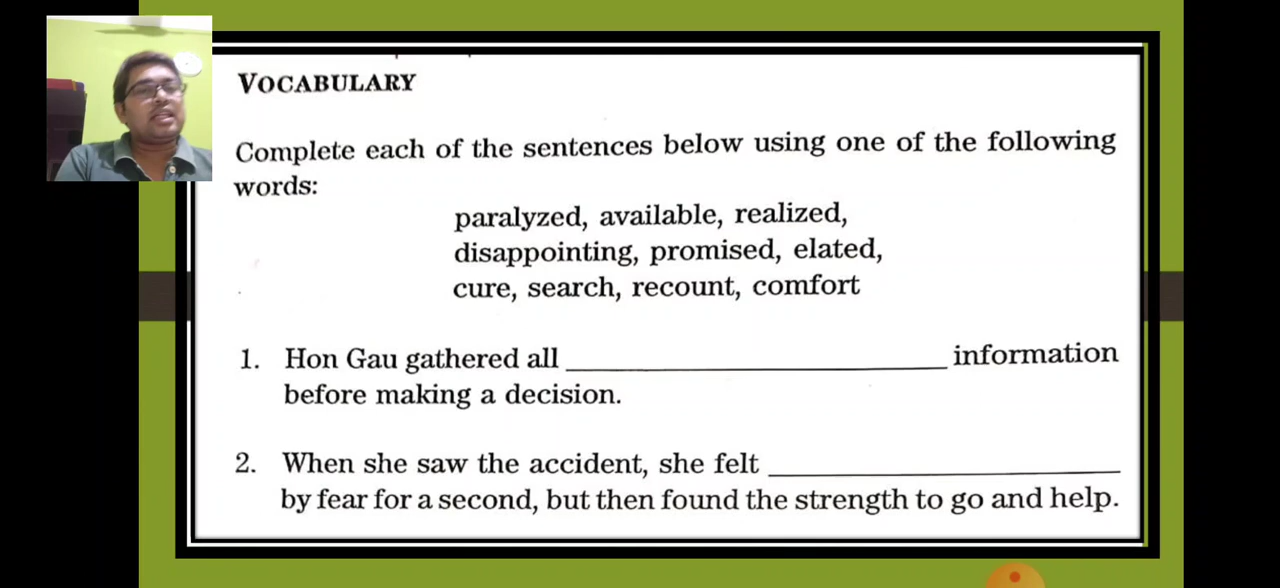 VOCABULARY
Complete each of the sentences below using one of the following
words:
paralyzed, available, realized,
disappointing, promised, elated,
cure, search, recount, comfort
1. Hon Gau gathered all ____________________ information
before making a decision.
2. When she saw the accident, she felt ____________________
by fear for a second, but then found the strength to go and help.